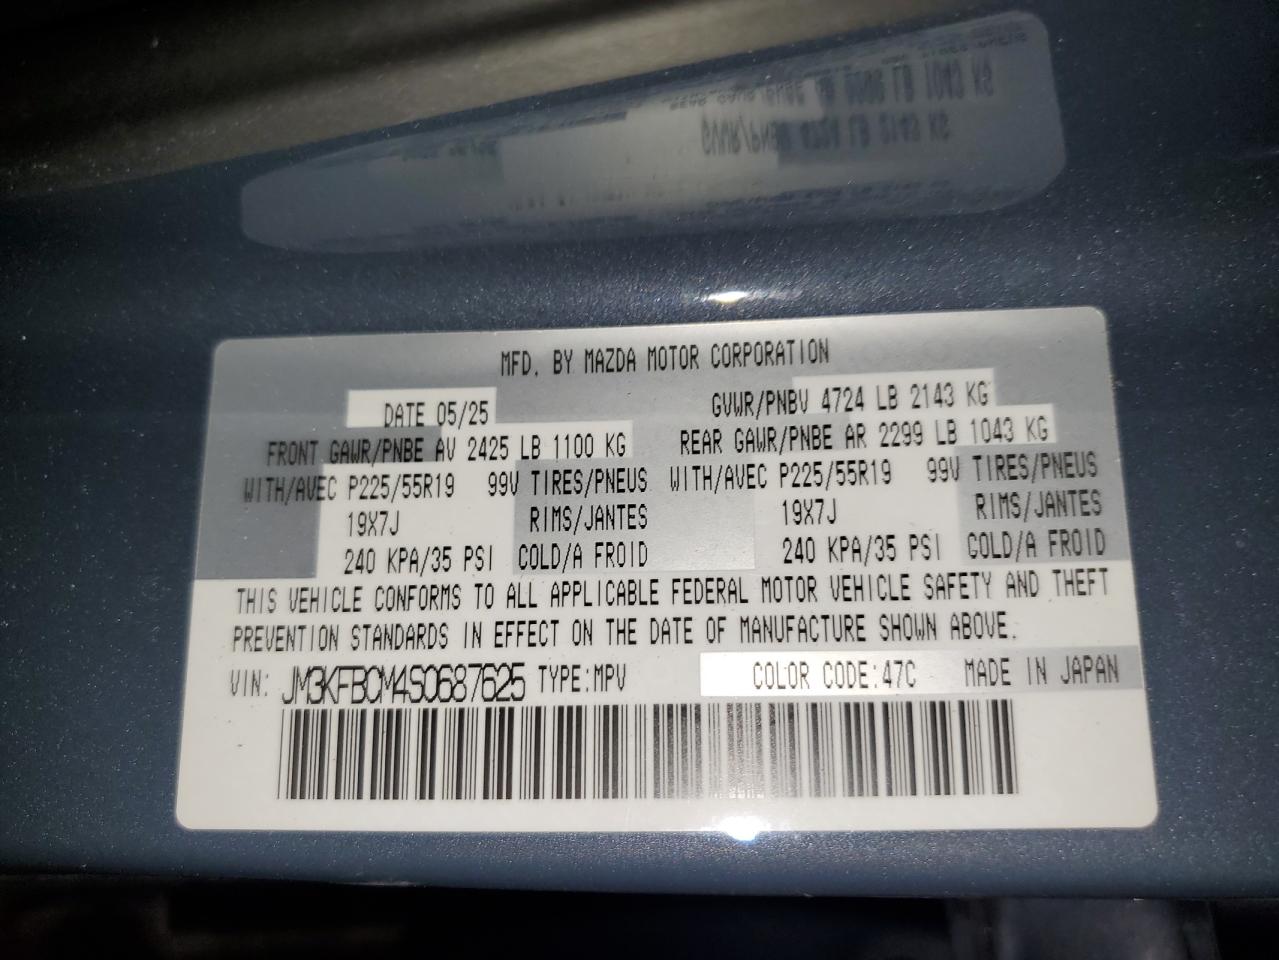 MFD. BY MAZDA MOTOR CORPORATION
DATE 05/25 GVWR/PNBV 4724 LB 2143 KG
FRONT GAWR/PNBE AV 2425 LB 1100 KG REAR GAWR/PNBE AR 2299 LB 1043 KG
WITH/AVEC P225/55R19 99V TIRES/PNEUS WITH/AVEC P225/55R19 99V TIRES/PNEUS
19X7J RIMS/JANTES 19X7J RIMS/JANTES
240 KPA/35 PSI COLD/A FROID 240 KPA/35 PSI COLD/A FROID
THIS VEHICLE CONFORMS TO ALL APPLICABLE FEDERAL MOTOR VEHICLE SAFETY AND THEFT
PREVENTION STANDARDS IN EFFECT ON THE DATE OF MANUFACTURE SHOWN ABOVE.
VIN: JM3KFBCM4S0687625 TYPE:MPV COLOR CODE:47C MADE IN JAPAN